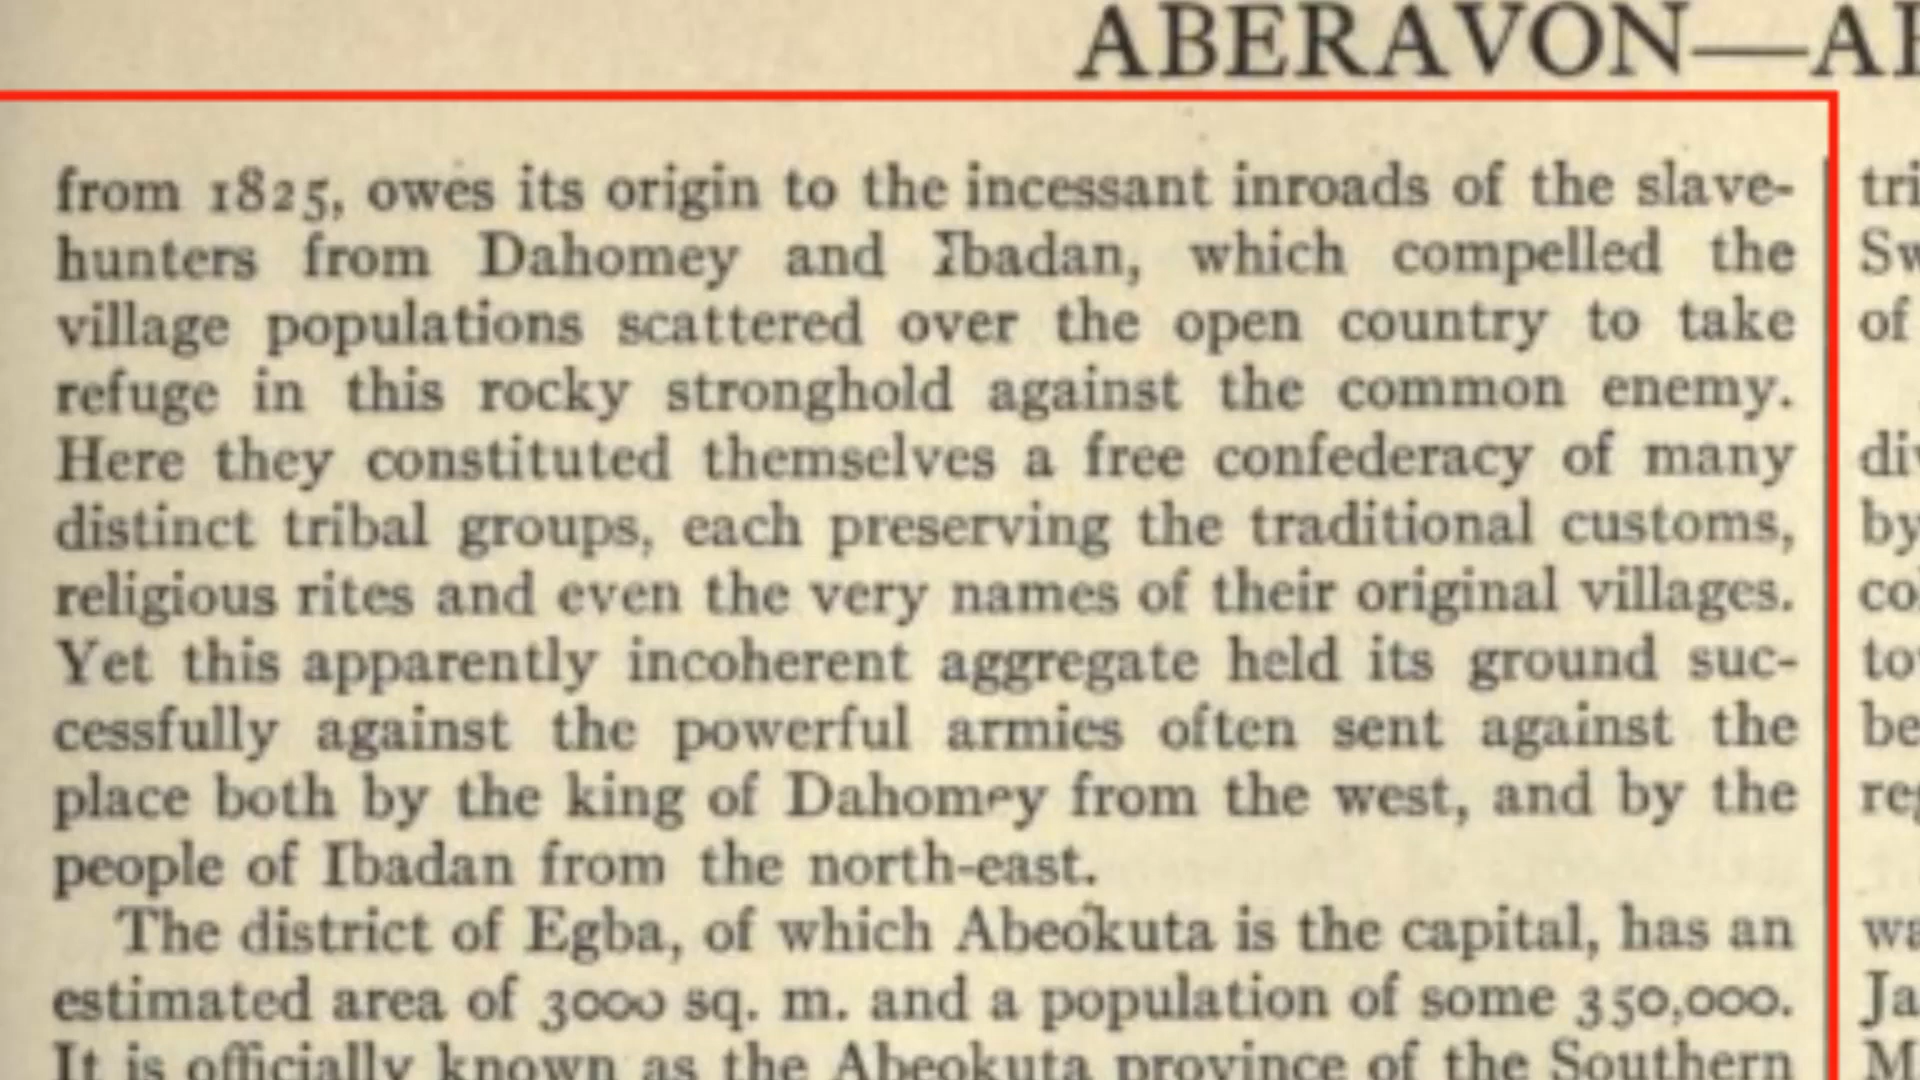 ABERAVON—
from 1825, owes its origin to the incessant inroads of the slave-
hunters from Dahomey and Ibadan, which compelled the
village populations scattered over the open country to take
refuge in this rocky stronghold against the common enemy.
Here they constituted themselves a free confederacy of many
distinct tribal groups, each preserving the traditional customs,
religious rites and even the very names of their original villages.
Yet this apparently incoherent aggregate held its ground suc-
cessfully against the powerful armies often sent against the
place both by the king of Dahomey from the west, and by the
people of Ibadan from the north-east.
The district of Egba, of which Abeokuta is the capital, has an
estimated area of 3000 sq. m. and a population of some 350,000.
It is officially known as the Abeokuta province of the Southern
of
by